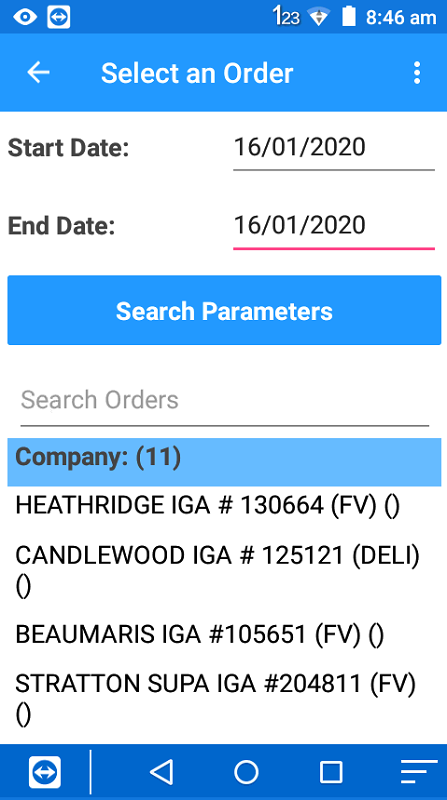 123 8:46 am
Select an Order
Start Date: 16/01/2020
End Date: 16/01/2020
Search Parameters
Search Orders
Company: (11)
HEATHRIDGE IGA # 130664 (FV) ()
CANDLEWOOD IGA # 125121 (DELI)
()
BEAUMARIS IGA #105651 (FV) ()
STRATTON SUPA IGA #204811 (FV)
()